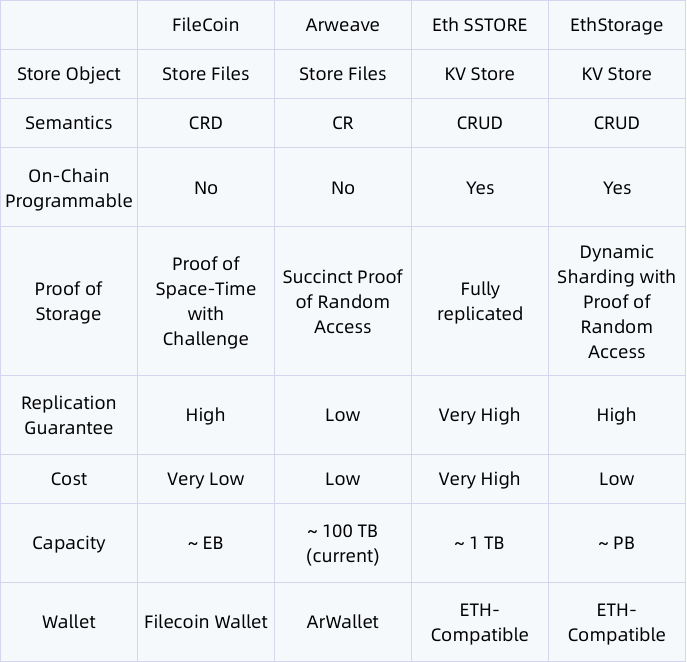 FileCoin
Arweave
Eth SSTORE
EthStorage
Store Object
Store Files
Store Files
KV Store
KV Store
Semantics
CRD
CR
CRUD
CRUD
On-Chain
Programmable
No
No
Yes
Yes
Proof of
Storage
Proof of
Space-Time
with
Challenge
Succinct Proof
of Random
Access
Fully
replicated
Dynamic
Sharding with
Proof of
Random
Access
Replication
Guarantee
High
Low
Very High
High
Cost
Very Low
Low
Very High
Low
Capacity
~ EB
~ 100 TB
(current)
~ 1 TB
~ PB
Wallet
Filecoin Wallet
ArWallet
ETH-
Compatible
ETH-
Compatible